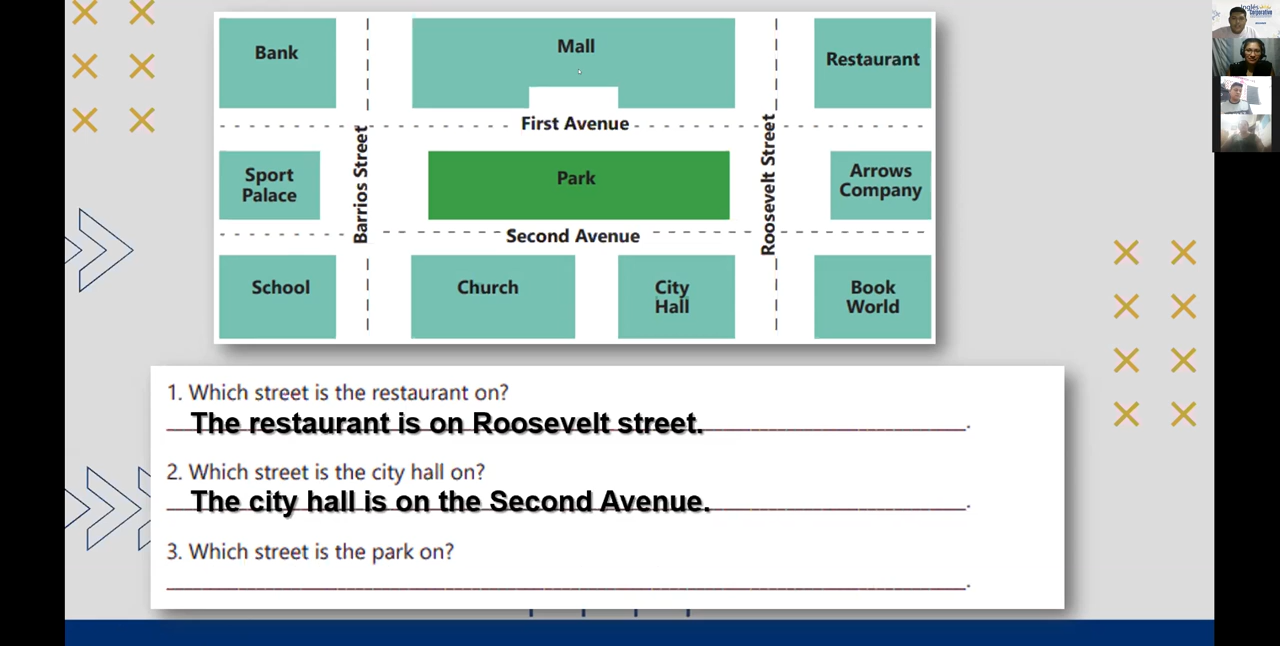 Bank
Mall
Restaurant
First Avenue
Barrios Street
Roosevelt Street
Sport
Palace
Park
Arrows
Company
Second Avenue
School
Church
City
Hall
Book
World
1. Which street is the restaurant on?
The restaurant is on Roosevelt street.
2. Which street is the city hall on?
The city hall is on the Second Avenue.
3. Which street is the park on?
Inglés
Corporativo